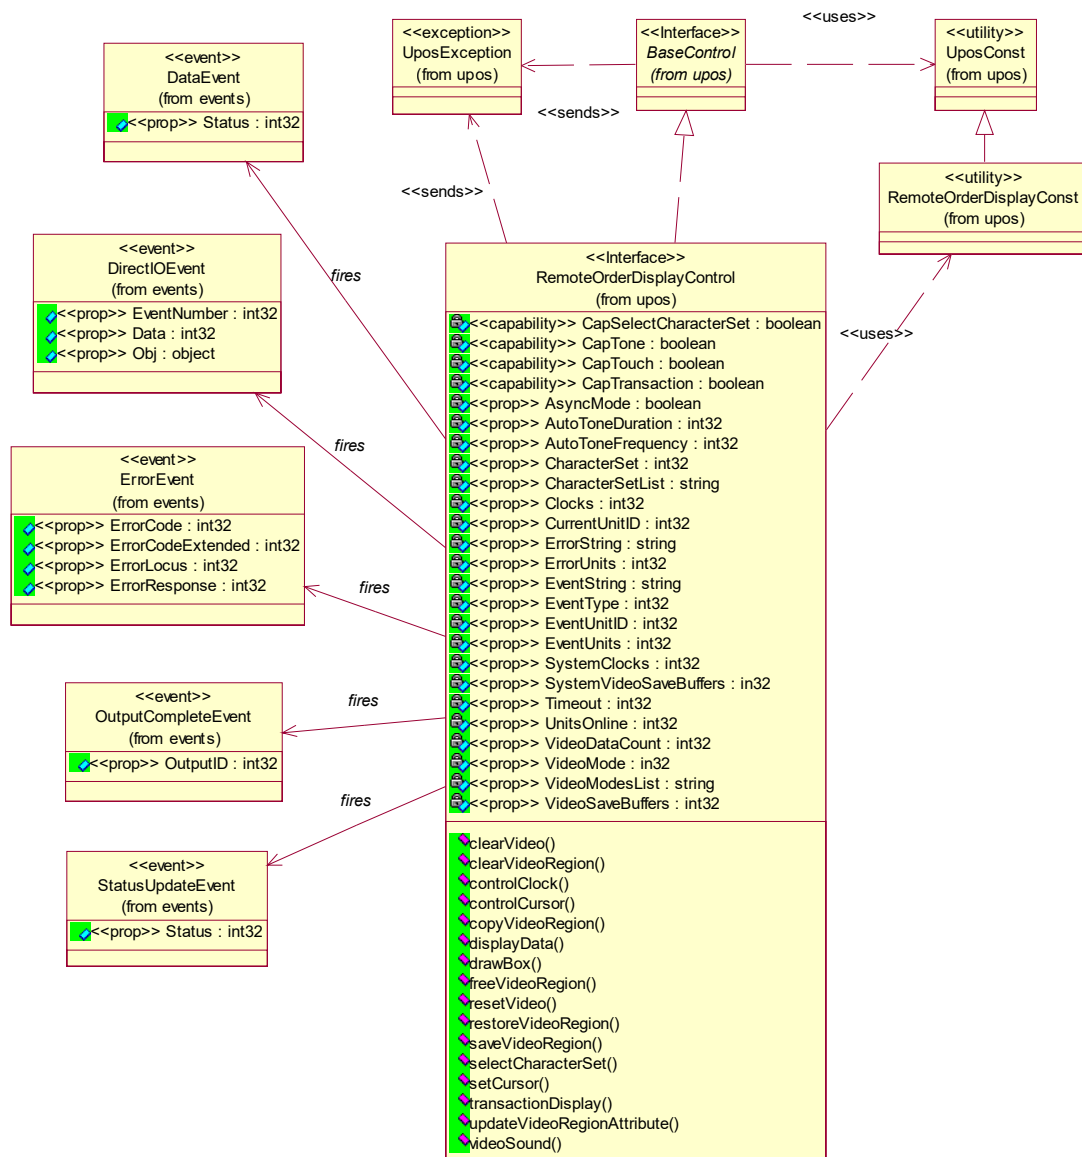 <<uses>>
<<exception>>
UposException
(from upos)
<<Interface>>
BaseControl
(from upos)
<<utility>>
UposConst
(from upos)
<<event>>
DataEvent
(from events)
<<prop>> Status : int32
<<sends>>
<<sends>>
<<utility>>
RemoteOrderDisplayConst
(from upos)
<<event>>
DirectIOEvent
(from events)
<<prop>> EventNumber : int32
<<prop>> Data : int32
<<prop>> Obj : object
fires
<<uses>>
<<Interface>>
RemoteOrderDisplayControl
(from upos)
<<capability>> CapSelectCharacterSet : boolean
<<capability>> CapTone : boolean
<<capability>> CapTouch : boolean
<<capability>> CapTransaction : boolean
<<prop>> AsyncMode : boolean
<<prop>> AutoToneDuration : int32
<<prop>> AutoToneFrequency : int32
<<prop>> CharacterSet : int32
<<prop>> CharacterSetList : string
<<prop>> Clocks : int32
<<prop>> CurrentUnitID : int32
<<prop>> ErrorString : string
<<prop>> ErrorUnits : int32
<<prop>> EventString : string
<<prop>> EventType : int32
<<prop>> EventUnitID : int32
<<prop>> EventUnits : int32
<<prop>> SystemClocks : int32
<<prop>> SystemVideoSaveBuffers : in32
<<prop>> Timeout : int32
<<prop>> UnitsOnline : int32
<<prop>> VideoDataCount : int32
<<prop>> VideoMode : in32
<<prop>> VideoModesList : string
<<prop>> VideoSaveBuffers : int32
clearVideo()
clearVideoRegion()
controlClock()
controlCursor()
copyVideoRegion()
displayData()
drawBox()
freeVideoRegion()
resetVideo()
restoreVideoRegion()
saveVideoRegion()
selectCharacterSet()
setCursor()
transactionDisplay()
updateVideoRegionAttribute()
videoSound()
fires
<<event>>
ErrorEvent
(from events)
<<prop>> ErrorCode : int32
<<prop>> ErrorCodeExtended : int32
<<prop>> ErrorLocus : int32
<<prop>> ErrorResponse : int32
fires
<<event>>
OutputCompleteEvent
(from events)
<<prop>> OutputID : int32
fires
fires
<<event>>
StatusUpdateEvent
(from events)
<<prop>> Status : int32